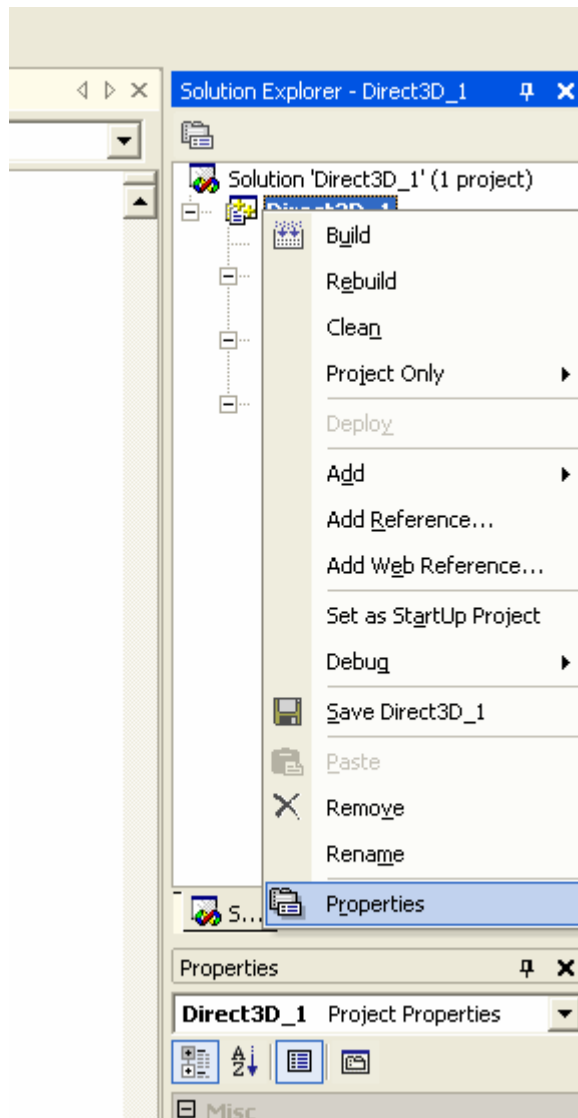 Solution Explorer - Direct3D_1
Solution 'Direct3D_1' (1 project)
Direct3D_1
Build
Rebuild
Clean
Project Only
Deploy
Add
Add Reference...
Add Web Reference...
Set as StartUp Project
Debug
Save Direct3D_1
Paste
Remove
Rename
Properties
S...
Properties
Direct3D_1 Project Properties
Misc